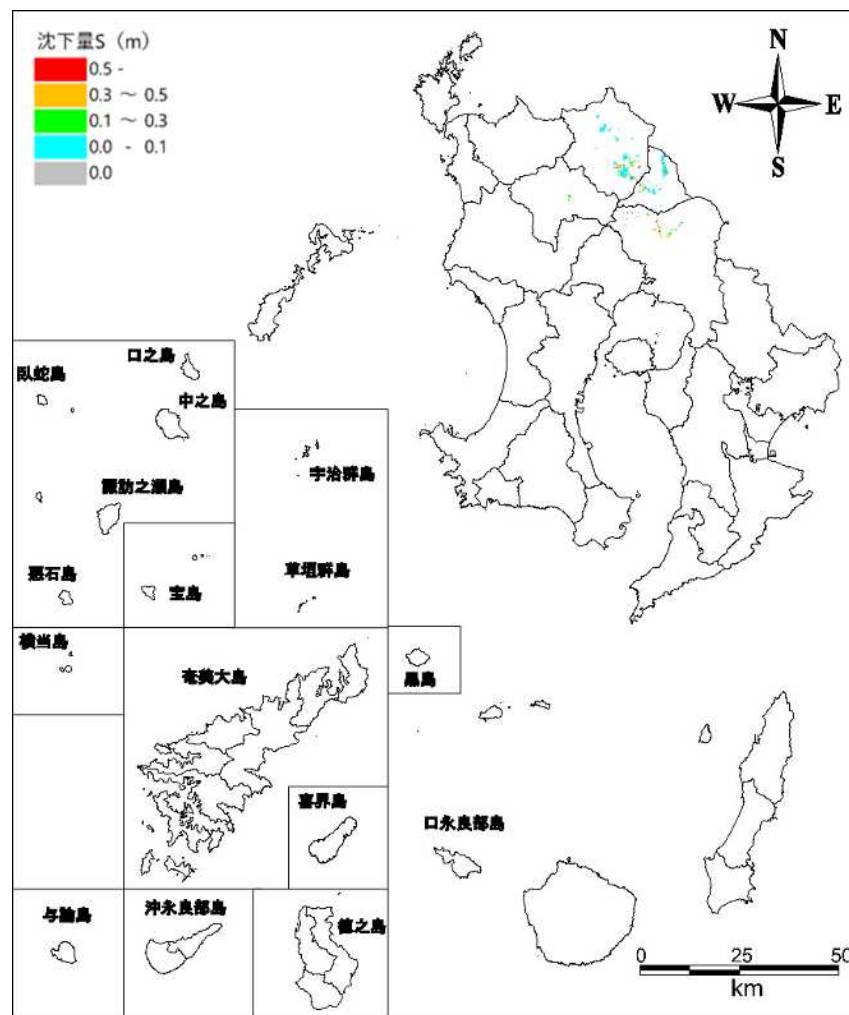 沈下量S（m）
0.5 -
0.3 ～ 0.5
0.1 ～ 0.3
0.0 - 0.1
0.0
N
W
E
S
口之島
臥蛇島
中之島
諏訪之瀬島
宇治群島
悪石島
宝島
草垣群島
横当島
奄美大島
黒島
喜界島
口永良部島
与論島
沖永良部島
徳之島
0 25 50
km